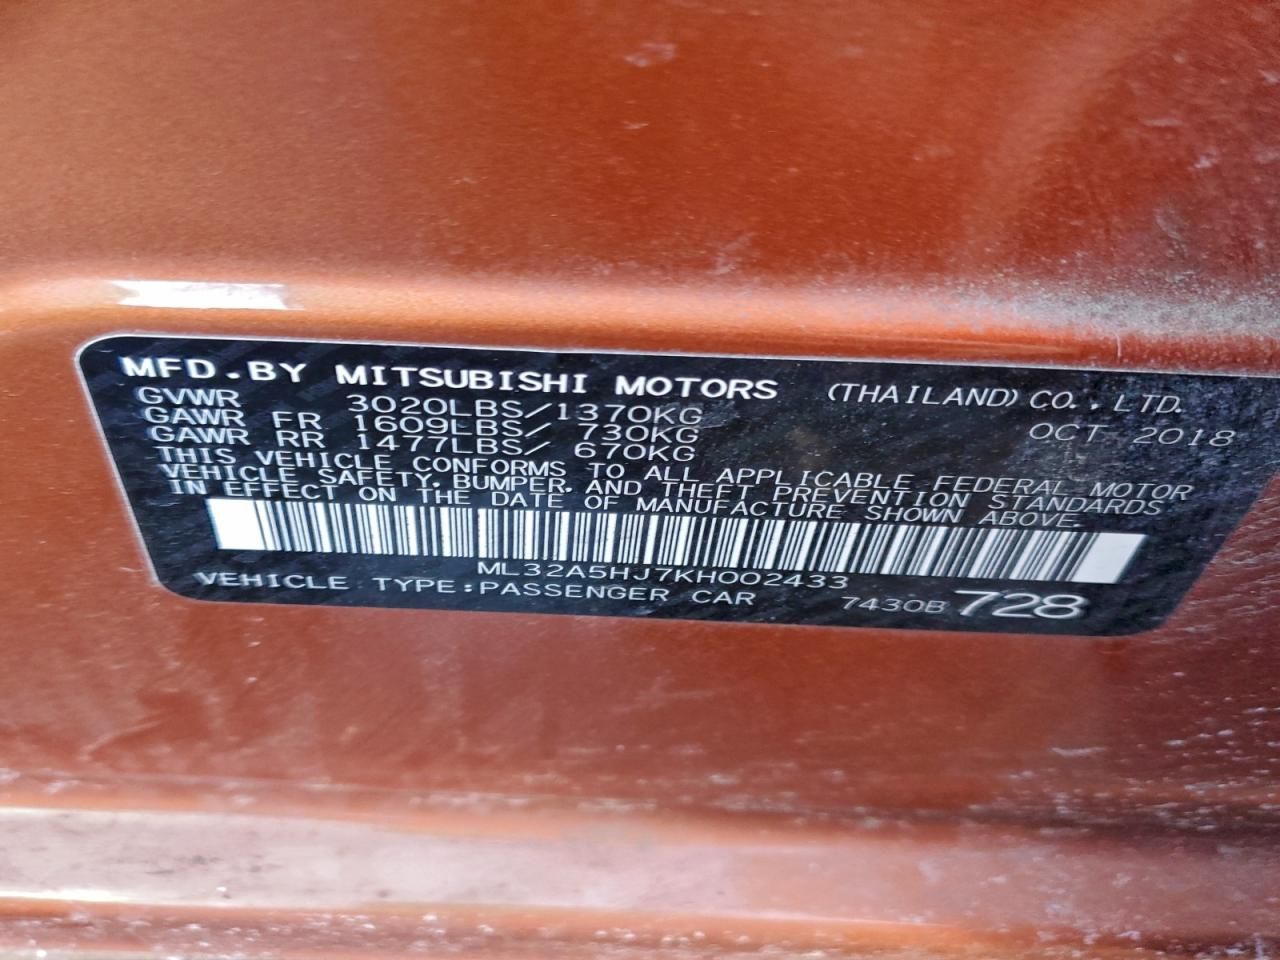 MFD.BY MITSUBISHI MOTORS (THAILAND) CO., LTD.
GVWR 3020LBS/1370KG OCT 2018
GAWR FR 1609LBS/ 730KG
GAWR RR 1477LBS/ 670KG
THIS VEHICLE CONFORMS TO ALL APPLICABLE FEDERAL MOTOR
VEHICLE SAFETY, BUMPER, AND THEFT PREVENTION STANDARDS
IN EFFECT ON THE DATE OF MANUFACTURE SHOWN ABOVE.
ML32A5HJ7KH002433
VEHICLE TYPE:PASSENGER CAR 7430B 728